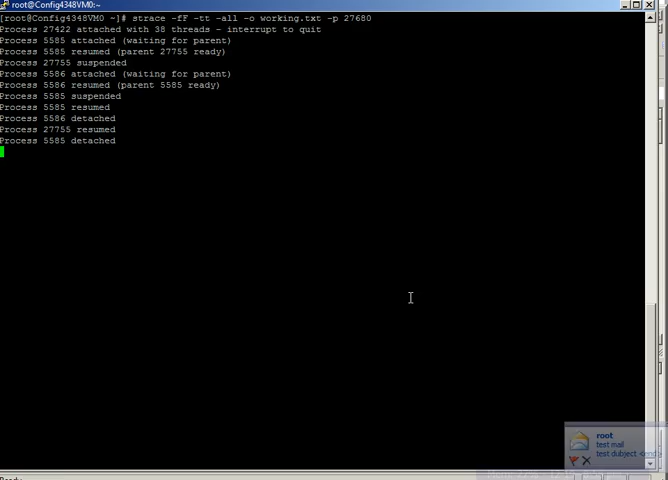 root@Config4348VM0:~
[root@Config4348VM0 ~]# strace -fF -tt -all -o working.txt -p 27680
Process 27422 attached with 38 threads - interrupt to quit
Process 5585 attached (waiting for parent)
Process 5585 resumed (parent 27755 ready)
Process 27755 suspended
Process 5586 attached (waiting for parent)
Process 5586 resumed (parent 5585 ready)
Process 5585 suspended
Process 5585 resumed
Process 5586 detached
Process 27755 resumed
Process 5585 detached
root
test mail
test dubject <end>
Ready